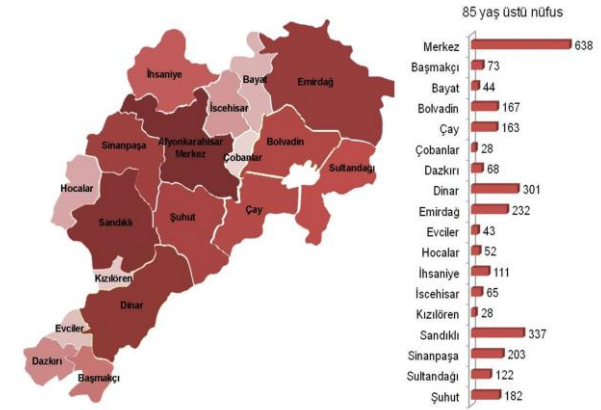 85 yaş üstü nüfus
İhsaniye
Bayat
Emirdağ
İscehisar
Sinanpaşa
Afyonkarahisar
Merkez
Çobanlar
Bolvadin
Sultandağı
Hocalar
Sandıklı
Şuhut
Çay
Kızılören
Dinar
Evciler
Dazkırı
Başmakçı
Merkez 638
Başmakçı 73
Bayat 44
Bolvadin 167
Çay 163
Çobanlar 28
Dazkırı 68
Dinar 301
Emirdağ 232
Evciler 43
Hocalar 52
İhsaniye 111
İscehisar 65
Kızılören 28
Sandıklı 337
Sinanpaşa 203
Sultandağı 122
Şuhut 182